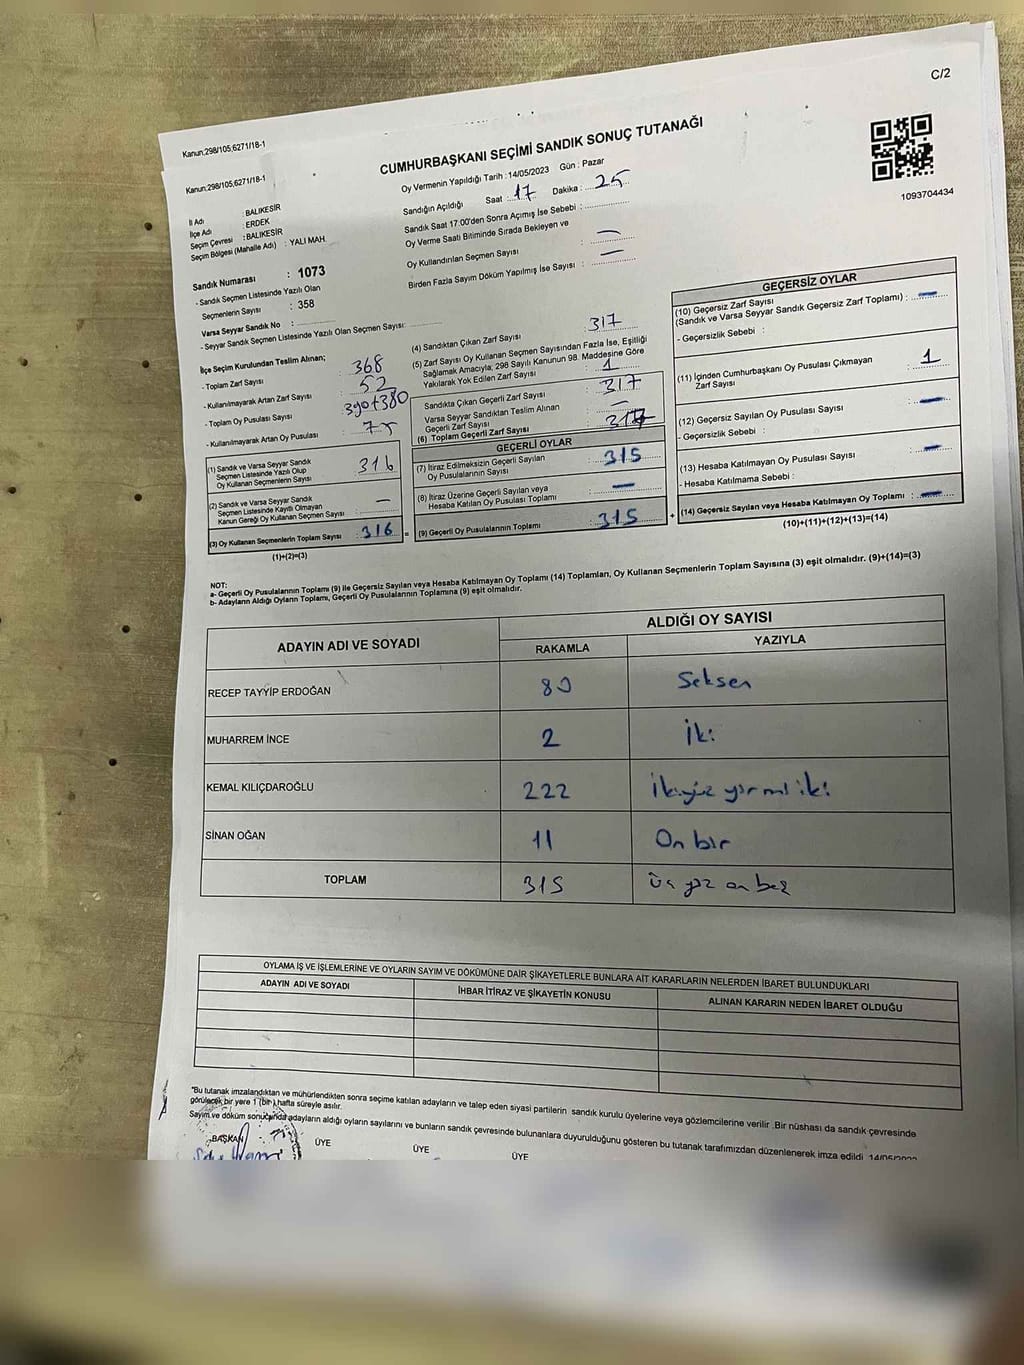 C/2
Kanun;298/105,6271/18-1
CUMHURBAŞKANI SEÇİMİ SANDIK SONUÇ TUTANAĞI
Kanun;298/105,6271/18-1
Oy Vermenin Yapıldığı Tarih : 14/05/2023 Gün : Pazar
1093704434
İl Adı : BALIKESİR
İlçe Adı : ERDEK
Seçim Çevresi : BALIKESİR
Seçim Bölgesi (Mahalle Adı) : YALI MAH.
Sandık Numarası : 1073
- Sandık Seçmen Listesinde Yazılı Olan
Seçmenlerin Sayısı : 358
Varsa Seyyar Sandık No :
- Seyyar Sandık Seçmen Listesinde Yazılı Olan Seçmen Sayısı:
Sandığın Açıldığı Saat : 17 Dakika : 25
Sandık Saat 17:00'den Sonra Açımış İse Sebebi :
Oy Verme Saati Bitiminde Sırada Bekleyen ve
Oy Kullandırılan Seçmen Sayısı : —
Birden Fazla Sayım Döküm Yapılmış İse Sayısı : —
İlçe Seçim Kurulundan Teslim Alınan;
- Toplam Zarf Sayısı : 368
- Kullanılmayarak Artan Zarf Sayısı : 52
- Toplam Oy Pusulası Sayısı : 390+380
- Kullanılmayarak Artan Oy Pusulası :
(1) Sandık ve Varsa Seyyar Sandık
Seçmen Listesinde Yazılı Olup
Oy Kullanan Seçmenlerin Sayısı : 316
(2) Sandık ve Varsa Seyyar Sandık
Seçmen Listesinde Kayıtlı Olmayan
Kanun Gereği Oy Kullanan Seçmen Sayısı : —
(3) Oy Kullanan Seçmenlerin Toplam Sayısı : 316 =
(1)+(2)=(3)
(4) Sandıktan Çıkan Zarf Sayısı : 317
(5) Zarf Sayısı Oy Kullanan Seçmen Sayısından Fazla İse, Eşitliği
Sağlamak Amacıyla; 298 Sayılı Kanunun 98. Maddesine Göre
Yakılarak Yok Edilen Zarf Sayısı : 1
Sandıkta Çıkan Geçerli Zarf Sayısı : 317
Varsa Seyyar Sandıktan Teslim Alınan
Geçerli Zarf Sayısı : —
(6) Toplam Geçerli Zarf Sayısı :
GEÇERLİ OYLAR
(7) İtiraz Edilmeksizin Geçerli Sayılan
Oy Pusulalarının Sayısı : 315
(8) İtiraz Üzerine Geçerli Sayılan veya
Hesaba Katılan Oy Pusulası Toplamı : —
(9) Geçerli Oy Pusulalarının Toplamı : 315 +
GEÇERSİZ OYLAR
(10) Geçersiz Zarf Sayısı
(Sandık ve Varsa Seyyar Sandık Geçersiz Zarf Toplamı) : —
- Geçersizlik Sebebi :
(11) İçinden Cumhurbaşkanı Oy Pusulası Çıkmayan
Zarf Sayısı : 1
(12) Geçersiz Sayılan Oy Pusulası Sayısı : —
- Geçersizlik Sebebi :
(13) Hesaba Katılmayan Oy Pusulası Sayısı : —
- Hesaba Katılmama Sebebi :
(14) Geçersiz Sayılan veya Hesaba Katılmayan Oy Toplamı : —
(10)+(11)+(12)+(13)=(14)
NOT:
a- Geçerli Oy Pusulalarının Toplamı (9) ile Geçersiz Sayılan veya Hesaba Katılmayan Oy Toplamı (14) Toplamları, Oy Kullanan Seçmenlerin Toplam Sayısına (3) eşit olmalıdır. (9)+(14)=(3)
b- Adayların Aldığı Oyların Toplamı, Geçerli Oy Pusulalarının Toplamına (9) eşit olmalıdır.
ADAYIN ADI VE SOYADI ALDIĞI OY SAYISI
RAKAMLA YAZIYLA
RECEP TAYYİP ERDOĞAN 80 Seksen
MUHARREM İNCE 2 İki
KEMAL KILIÇDAROĞLU 222 İkiyüz yirmi iki
SİNAN OĞAN 11 On bir
TOPLAM 315 Üç yüz on beş
OYLAMA İŞ VE İŞLEMLERİNE VE OYLARIN SAYIM VE DÖKÜMÜNE DAİR ŞİKAYETLERLE BUNLARA AİT KARARLARIN NELERDEN İBARET BULUNDUKLARI
ADAYIN ADI VE SOYADI İHBAR İTİRAZ VE ŞİKAYETİN KONUSU ALINAN KARARIN NEDEN İBARET OLDUĞU
"Bu tutanak imzalandıktan ve mühürlendikten sonra seçime katılan adayların ve talep eden siyasi partilerin sandık kurulu üyelerine veya gözlemcilerine verilir .Bir nüshası da sandık çevresinde
görülecek bir yere 1 (bir ) hafta süreyle asılır.
Sayım ve döküm sonucunda adayların aldığı oyların sayılarını ve bunların sandık çevresinde bulunanlara duyurulduğunu gösteren bu tutanak tarafımızdan düzenlenerek imza edildi. 14/05/2023
BAŞKAN ÜYE ÜYE ÜYE